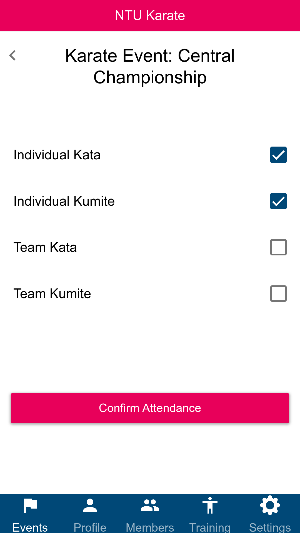 NTU Karate
Karate Event: Central
Championship
Individual Kata
Individual Kumite
Team Kata
Team Kumite
Confirm Attendance
Events Profile Members Training Settings